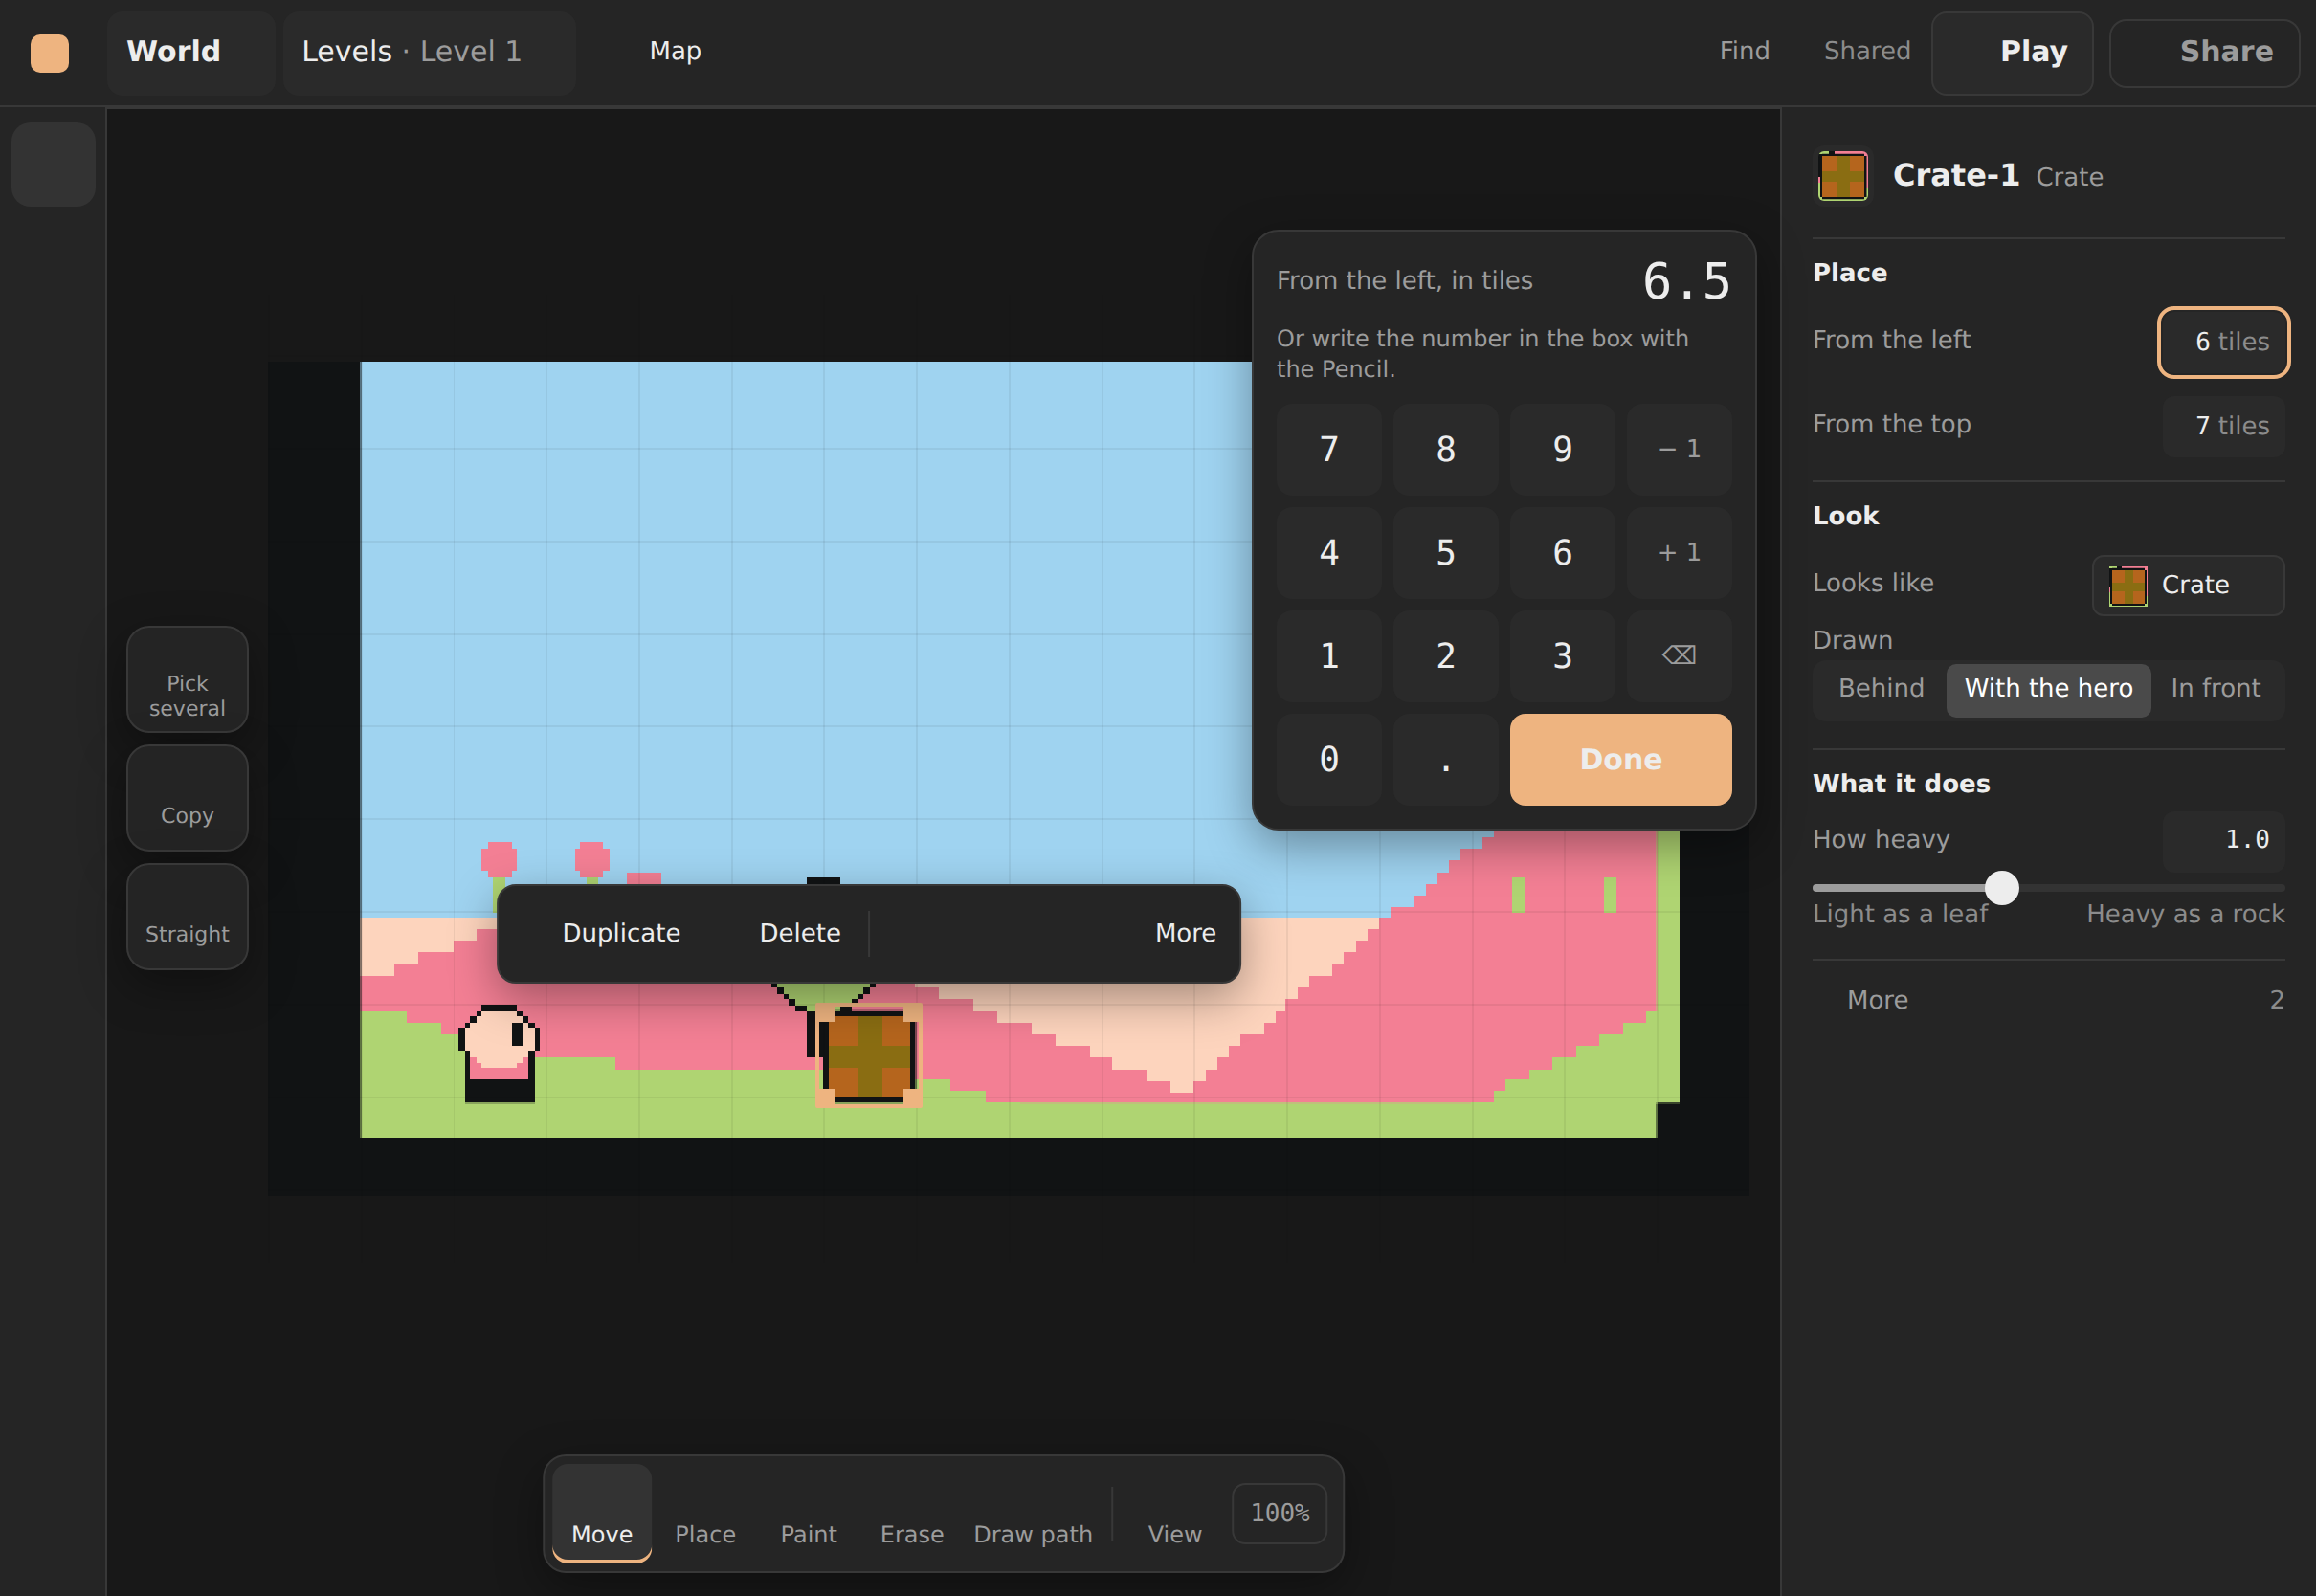 World
Levels · Level 1
Map
Find
Shared
Play
Share
Crate-1 Crate
Place
From the left
6 tiles
From the top
7 tiles
Look
Looks like
Crate
Drawn
Behind
With the hero
In front
What it does
How heavy
1.0
Light as a leaf
Heavy as a rock
More
2
From the left, in tiles
6.5
Or write the number in the box with
the Pencil.
7
8
9
− 1
4
5
6
+ 1
1
2
3
⌫
0
.
Done
Pick
several
Copy
Straight
Duplicate
Delete
More
Move
Place
Paint
Erase
Draw path
View
100%